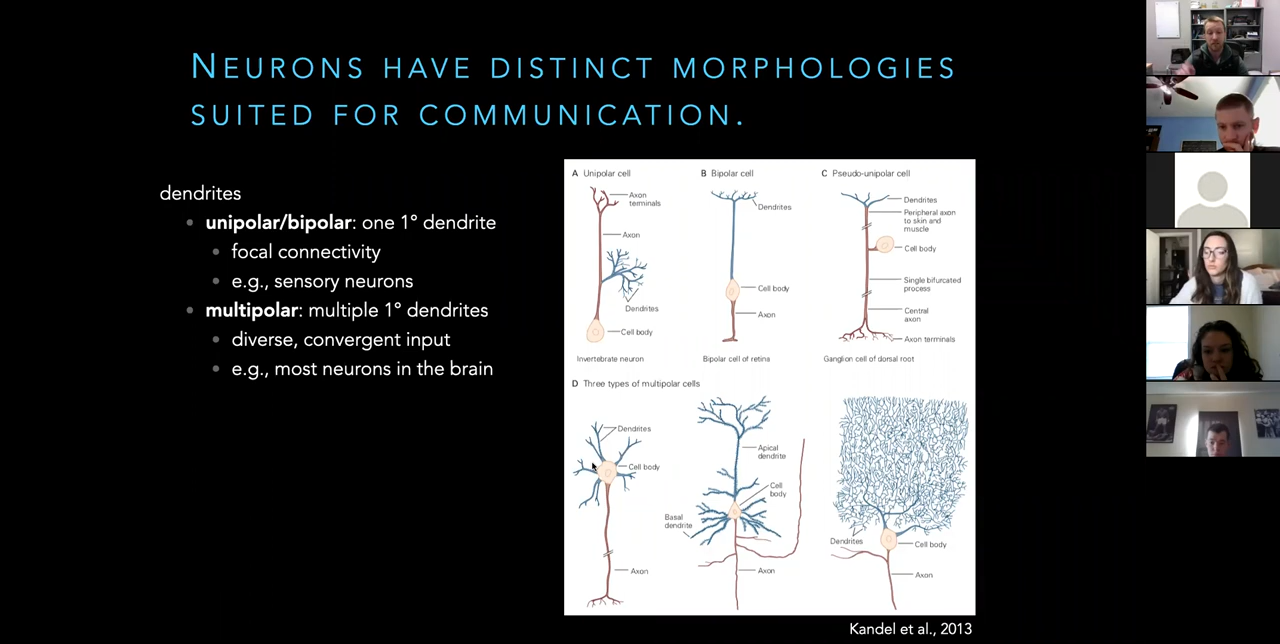 NEURONS HAVE DISTINCT MORPHOLOGIES
SUITED FOR COMMUNICATION.
dendrites
• unipolar/bipolar: one 1° dendrite
• focal connectivity
• e.g., sensory neurons
• multipolar: multiple 1° dendrites
• diverse, convergent input
• e.g., most neurons in the brain
A Unipolar cell
Axon
terminals
Axon
Dendrites
Cell body
Invertebrate neuron
B Bipolar cell
Dendrites
Cell body
Axon
Bipolar cell of retina
C Pseudo-unipolar cell
Dendrites
Peripheral axon
to skin and
muscle
Cell body
Single bifurcated
process
Central
axon
Axon terminals
Ganglion cell of dorsal root
D Three types of multipolar cells
Dendrites
Cell body
Axon
Apical
dendrite
Cell
body
Basal
dendrite
Axon
Dendrites
Cell body
Axon
Kandel et al., 2013